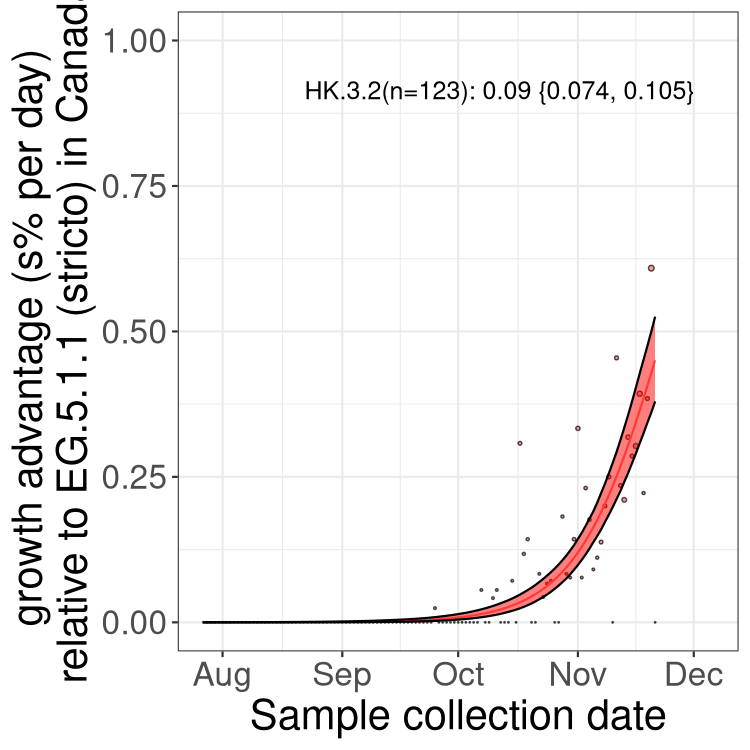 growth advantage (s% per day)
relative to EG.5.1.1 (stricto) in Canada
1.00
0.75
0.50
0.25
0.00
HK.3.2(n=123): 0.09 {0.074, 0.105}
Aug Sep Oct Nov Dec
Sample collection date